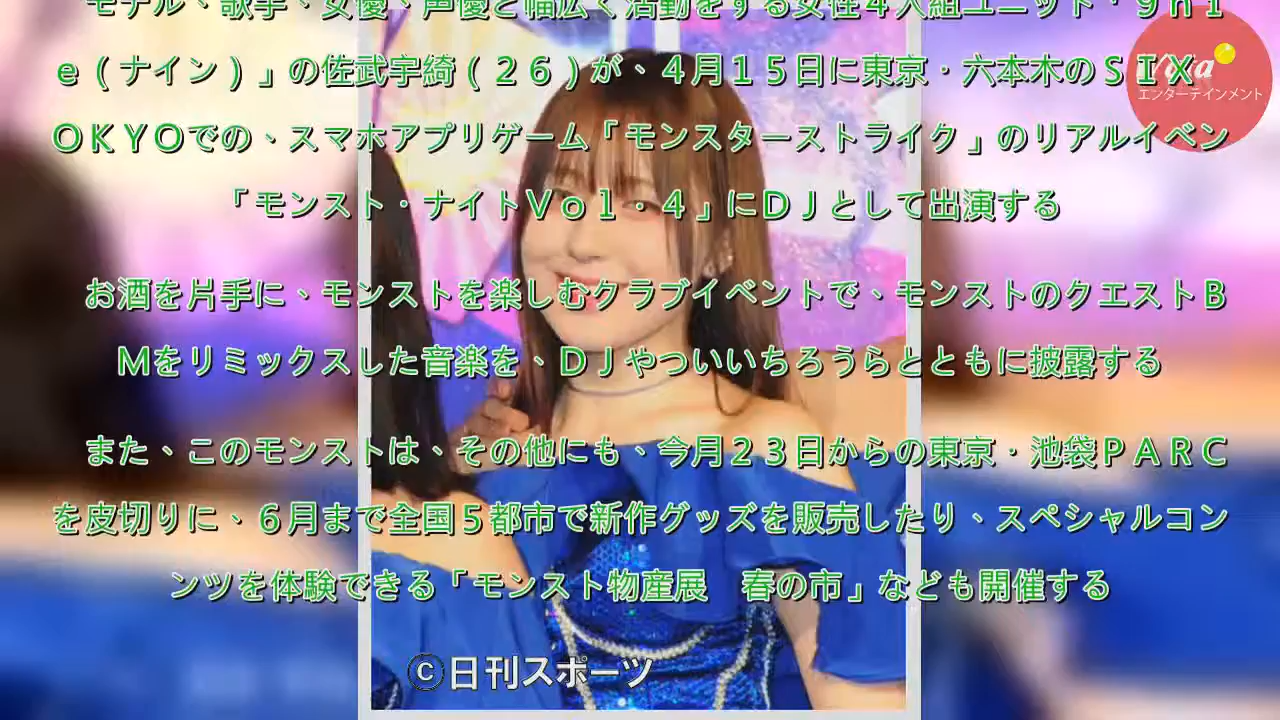 モデル、歌手、女優、声優と幅広く活動をする女性４人組ユニット・９ｎｉ
ｅ（ナイン）」の佐武宇綺（２６）が、４月１５日に東京・六本木のＳＩＸ
ＯＫＹＯでの、スマホアプリゲーム「モンスターストライク」のリアルイベン
「モンスト・ナイトＶｏｌ．４」にＤＪとして出演する
お酒を片手に、モンストを楽しむクラブイベントで、モンストのクエストＢ
Ｍをリミックスした音楽を、ＤＪやついいちろうらとともに披露する
また、このモンストは、その他にも、今月２３日からの東京・池袋ＰＡＲＣ
を皮切りに、６月まで全国５都市で新作グッズを販売したり、スペシャルコン
ンツを体験できる「モンスト物産展　春の市」なども開催する
エンターテインメント
©日刊スポーツ